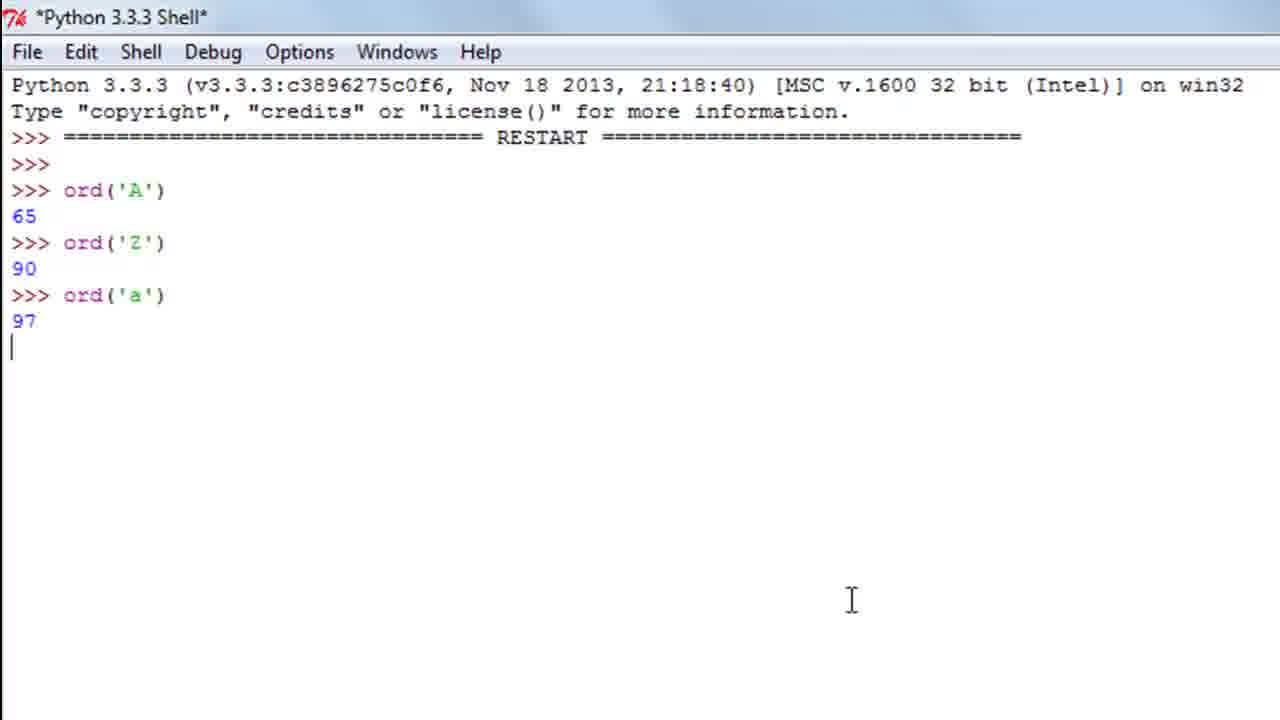 *Python 3.3.3 Shell*
File Edit Shell Debug Options Windows Help
Python 3.3.3 (v3.3.3:c3896275c0f6, Nov 18 2013, 21:18:40) [MSC v.1600 32 bit (Intel)] on win32
Type "copyright", "credits" or "license()" for more information.
>>> ================================ RESTART ================================
>>>
>>> ord('A')
65
>>> ord('Z')
90
>>> ord('a')
97